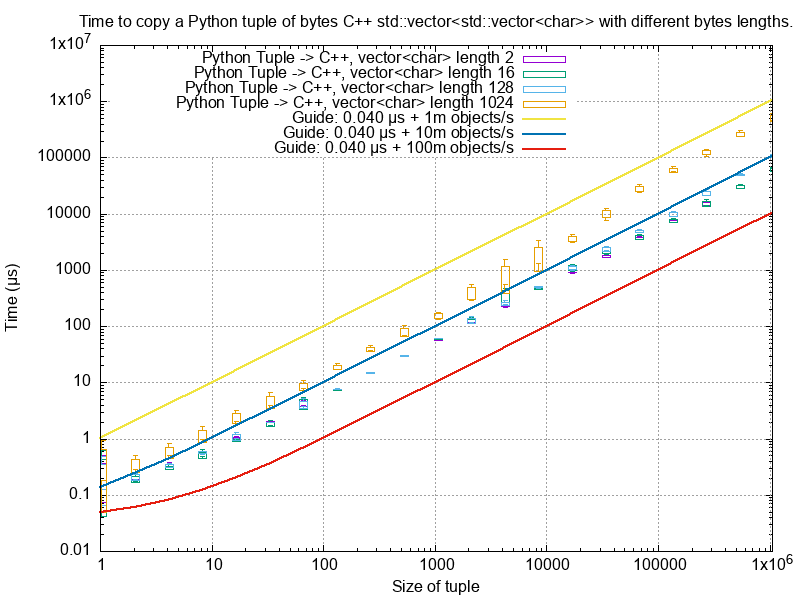 Time to copy a Python tuple of bytes C++ std::vector<std::vector<char>> with different bytes lengths.
1x10^7
1x10^6
100000
10000
1000
100
10
1
0.1
0.01
Time (µs)
Python Tuple -> C++, vector<char> length 2
Python Tuple -> C++, vector<char> length 16
Python Tuple -> C++, vector<char> length 128
Python Tuple -> C++, vector<char> length 1024
Guide: 0.040 µs + 1m objects/s
Guide: 0.040 µs + 10m objects/s
Guide: 0.040 µs + 100m objects/s
1 10 100 1000 10000 100000 1x10^6
Size of tuple